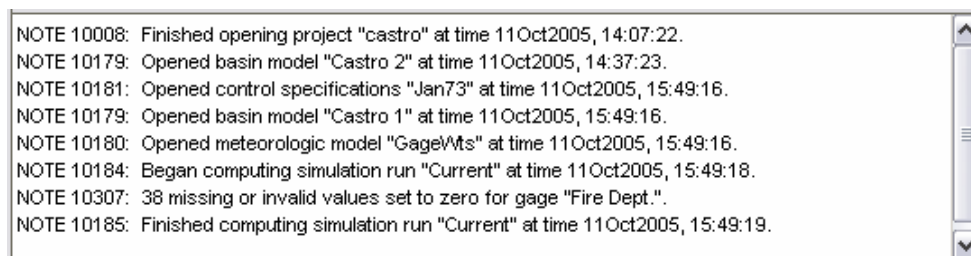 NOTE 10008:  Finished opening project "castro" at time 11Oct2005, 14:07:22.
NOTE 10179:  Opened basin model "Castro 2" at time 11Oct2005, 14:37:23.
NOTE 10181:  Opened control specifications "Jan73" at time 11Oct2005, 15:49:16.
NOTE 10179:  Opened basin model "Castro 1" at time 11Oct2005, 15:49:16.
NOTE 10180:  Opened meteorologic model "GageWts" at time 11Oct2005, 15:49:16.
NOTE 10184:  Began computing simulation run "Current" at time 11Oct2005, 15:49:18.
NOTE 10307:  38 missing or invalid values set to zero for gage "Fire Dept.".
NOTE 10185:  Finished computing simulation run "Current" at time 11Oct2005, 15:49:19.